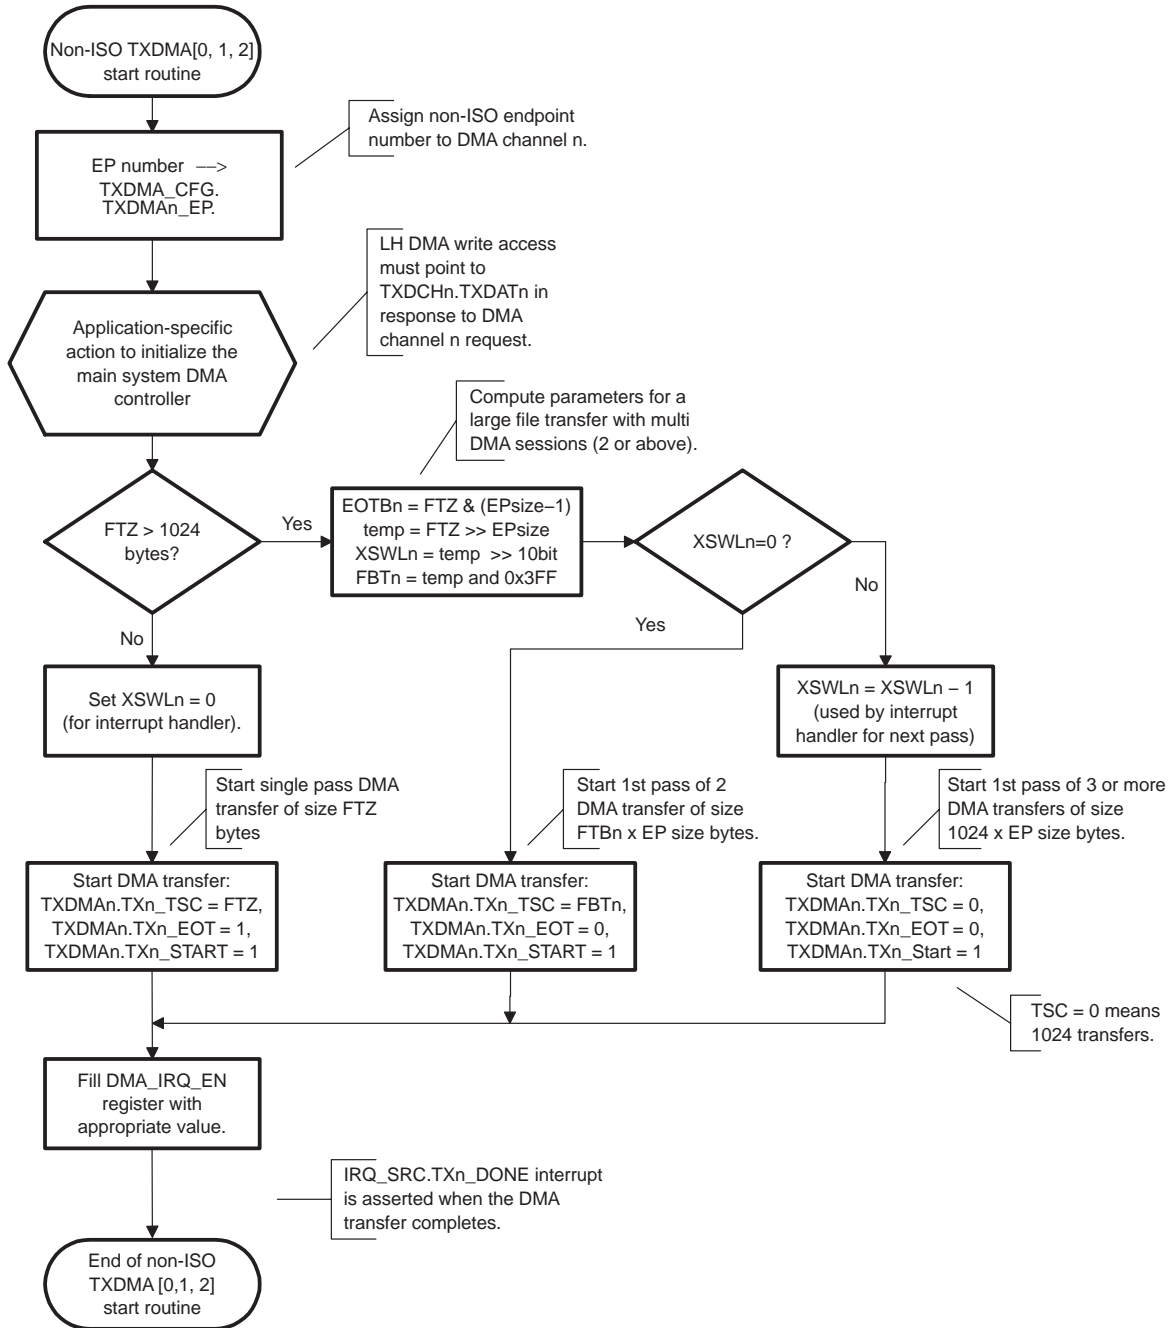 Non-ISO TXDMA[0, 1, 2]
start routine
Assign non-ISO endpoint
number to DMA channel n.
EP number −−>
TXDMA_CFG.
TXDMAn_EP.
LH DMA write access
must point to
TXDCHn.TXDATn in
response to DMA
channel n request.
Application-specific
action to initialize the
main system DMA
controller
Compute parameters for a
large file transfer with multi
DMA sessions (2 or above).
FTZ > 1024
bytes?
Yes
EOTBn = FTZ & (EPsize−1)
temp = FTZ >> EPsize
XSWLn = temp >> 10bit
FBTn = temp and 0x3FF
XSWLn=0 ?
No
Yes
No
Set XSWLn = 0
(for interrupt handler).
XSWLn = XSWLn − 1
(used by interrupt
handler for next pass)
Start single pass DMA
transfer of size FTZ
bytes
Start 1st pass of 2
DMA transfer of size
FTBn x EP size bytes.
Start 1st pass of 3 or more
DMA transfers of size
1024 x EP size bytes.
Start DMA transfer:
TXDMAn.TXn_TSC = FTZ,
TXDMAn.TXn_EOT = 1,
TXDMAn.TXn_START = 1
Start DMA transfer:
TXDMAn.TXn_TSC = FBTn,
TXDMAn.TXn_EOT = 0,
TXDMAn.TXn_START = 1
Start DMA transfer:
TXDMAn.TXn_TSC = 0,
TXDMAn.TXn_EOT = 0,
TXDMAn.TXn_Start = 1
TSC = 0 means
1024 transfers.
Fill DMA_IRQ_EN
register with
appropriate value.
IRQ_SRC.TXn_DONE interrupt
is asserted when the DMA
transfer completes.
End of non-ISO
TXDMA [0,1, 2]
start routine